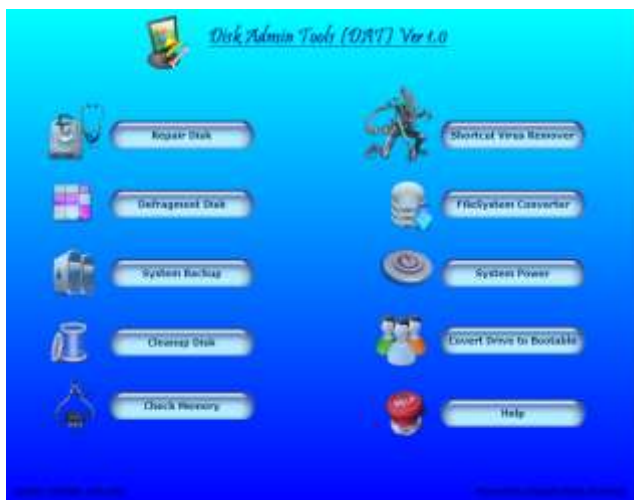 Disk Admin Tools (DAT) Ver 1.0
Repair Disk
Shortcut Virus Remover
Defragment Disk
FileSystem Converter
System Backup
System Power
Cleanup Disk
Covert Drive to Bootable
Check Memory
Help